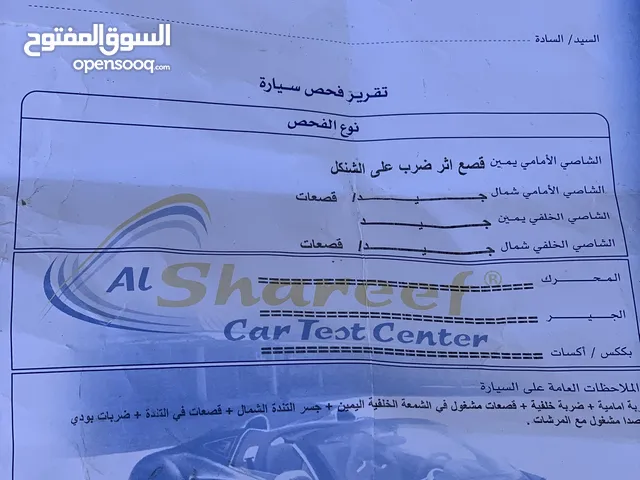 السوق المفتوح
opensooq.com
السيد/ السادة
تقرير فحص سيارة
نوع الفحص
الشاصي الأمامي يمين قصع اثر ضرب على الشنكل
الشاصي الأمامي شمال جـــيـــد/ قصعات
الشاصي الخلفي يمين جـــيـــد
الشاصي الخلفي شمال جـــيـــد/ قصعات
AL Shareef®
Car Test Center
المحـــرك
الجيـــر
بككس / أكسات
الملاحظات العامة على السيارة
امامية + ضربة خلفية + قصعات مشغول في الشمعة الخلفية اليمين + جسر التندة الشمال + قصعات في التندة + ضربات بودي
صدا مشغول مع المرشات .